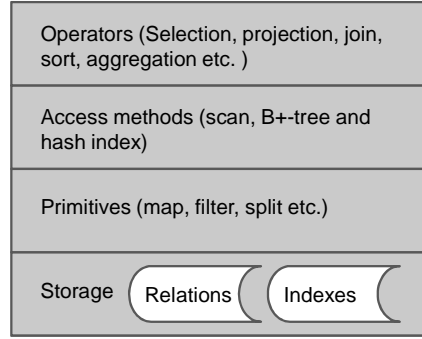 Operators (Selection, projection, join,
sort, aggregation etc. )
Access methods (scan, B+-tree and
hash index)
Primitives (map, filter, split etc.)
Storage
Relations
Indexes